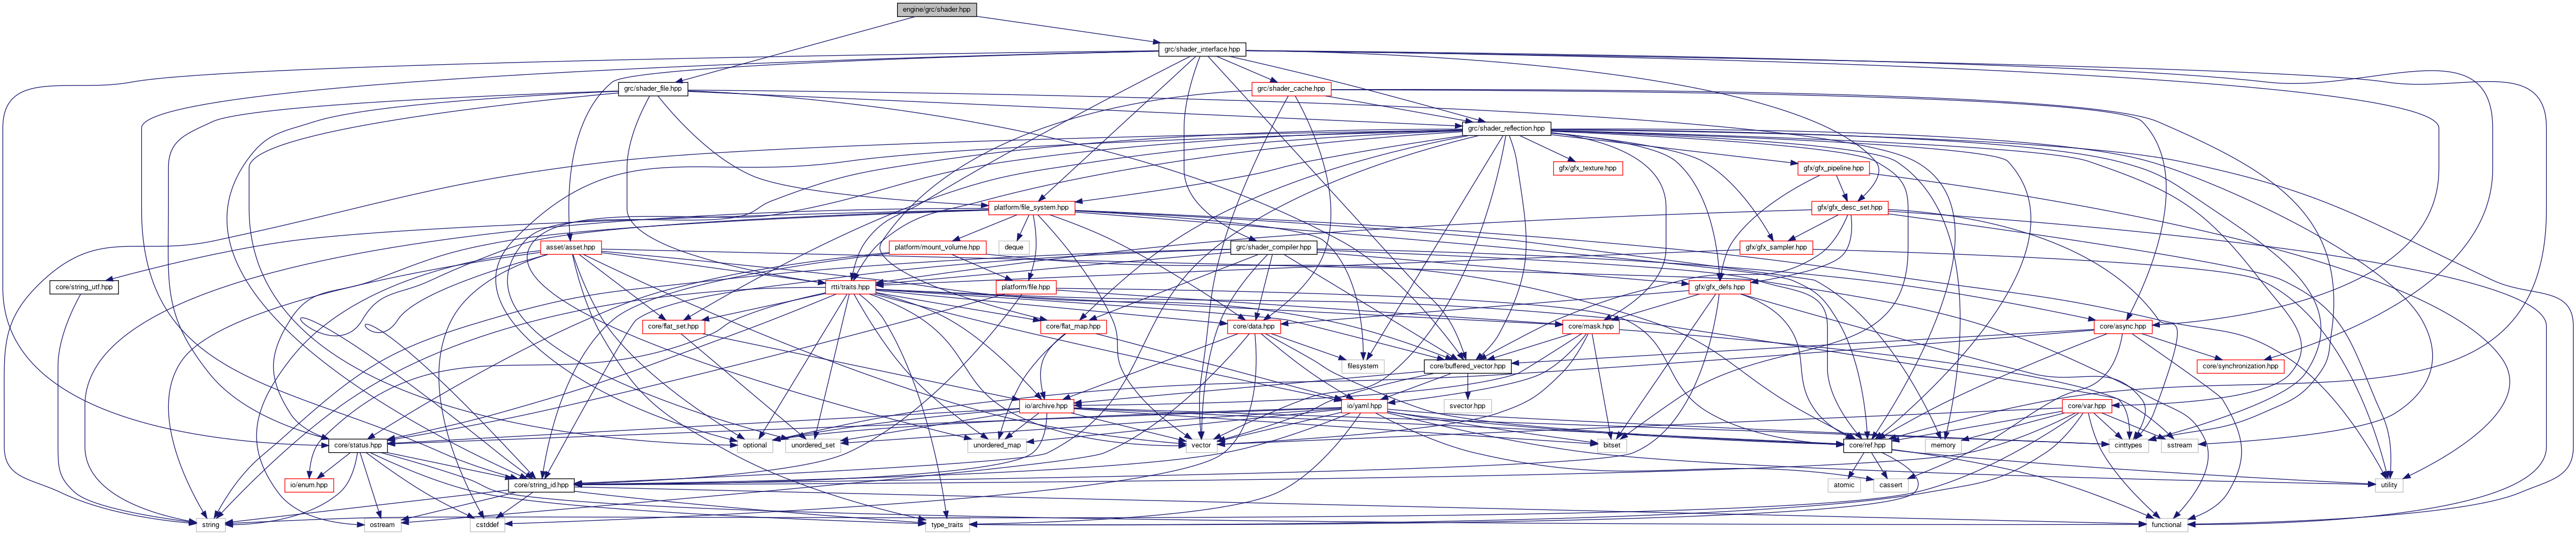 engine/grc/shader.hpp
grc/shader_interface.hpp
grc/shader_file.hpp
grc/shader_cache.hpp
grc/shader_reflection.hpp
gfx/gfx_texture.hpp
gfx/gfx_pipeline.hpp
platform/file_system.hpp
gfx/gfx_desc_set.hpp
asset/asset.hpp
platform/mount_volume.hpp
deque
grc/shader_compiler.hpp
gfx/gfx_sampler.hpp
core/string_utf.hpp
rtti/traits.hpp
platform/file.hpp
gfx/gfx_defs.hpp
core/flat_set.hpp
core/flat_map.hpp
core/data.hpp
core/mask.hpp
core/async.hpp
filesystem
core/buffered_vector.hpp
core/synchronization.hpp
io/archive.hpp
svector.hpp
io/yaml.hpp
core/var.hpp
core/status.hpp
optional
unordered_set
unordered_map
vector
bitset
core/ref.hpp
memory
cinttypes
sstream
io/enum.hpp
core/string_id.hpp
atomic
cassert
utility
string
ostream
cstddef
type_traits
functional